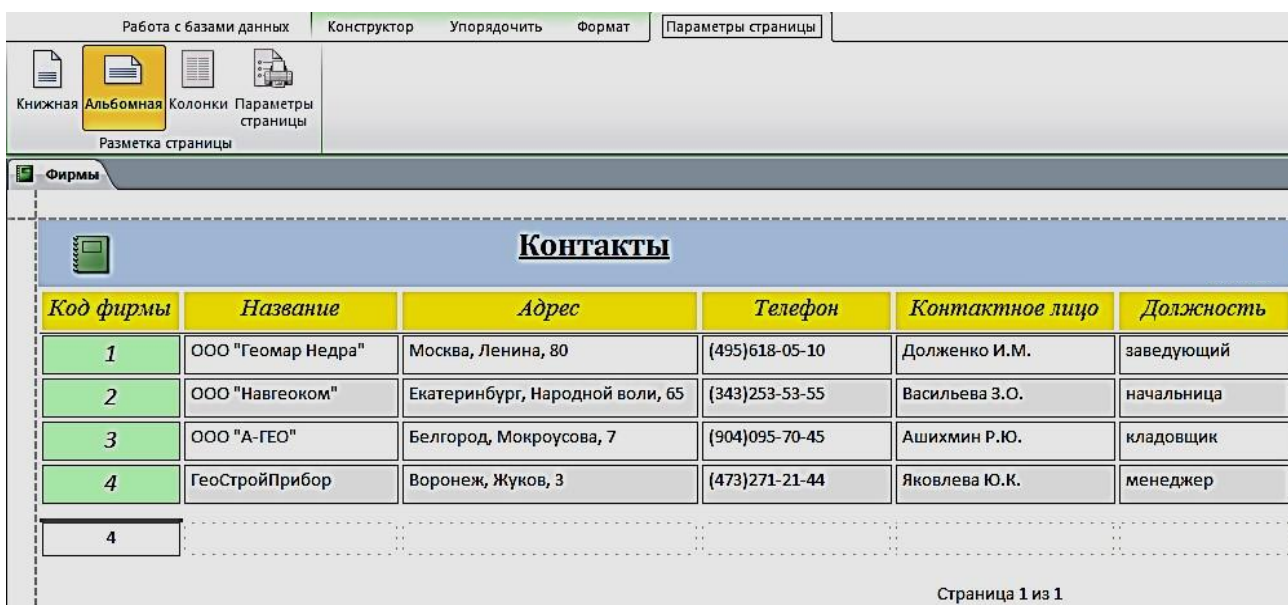 Работа с базами данных Конструктор Упорядочить Формат Параметры страницы
Книжная Альбомная Колонки Параметры страницы
Разметка страницы
Фирмы
Контакты
Код фирмы Название Адрес Телефон Контактное лицо Должность
1 ООО "Геомар Недра" Москва, Ленина, 80 (495)618-05-10 Долженко И.М. заведующий
2 ООО "Навгеоком" Екатеринбург, Народной воли, 65 (343)253-53-55 Васильева З.О. начальница
3 ООО "А-ГЕО" Белгород, Мокроусова, 7 (904)095-70-45 Ашихмин Р.Ю. кладовщик
4 ГеоСтройПрибор Воронеж, Жуков, 3 (473)271-21-44 Яковлева Ю.К. менеджер
4
Страница 1 из 1